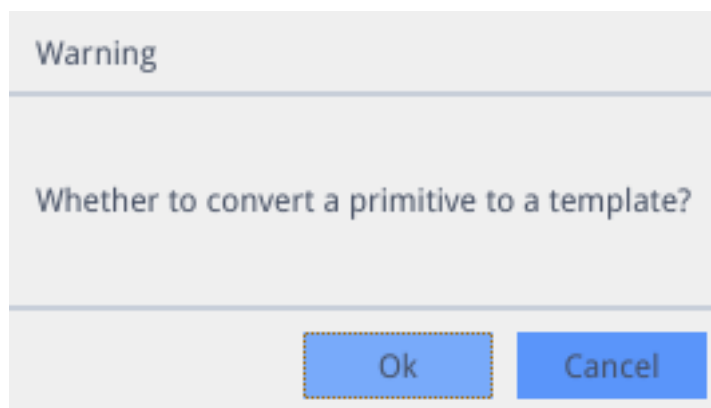 Warning
Whether to convert a primitive to a template?
Ok
Cancel